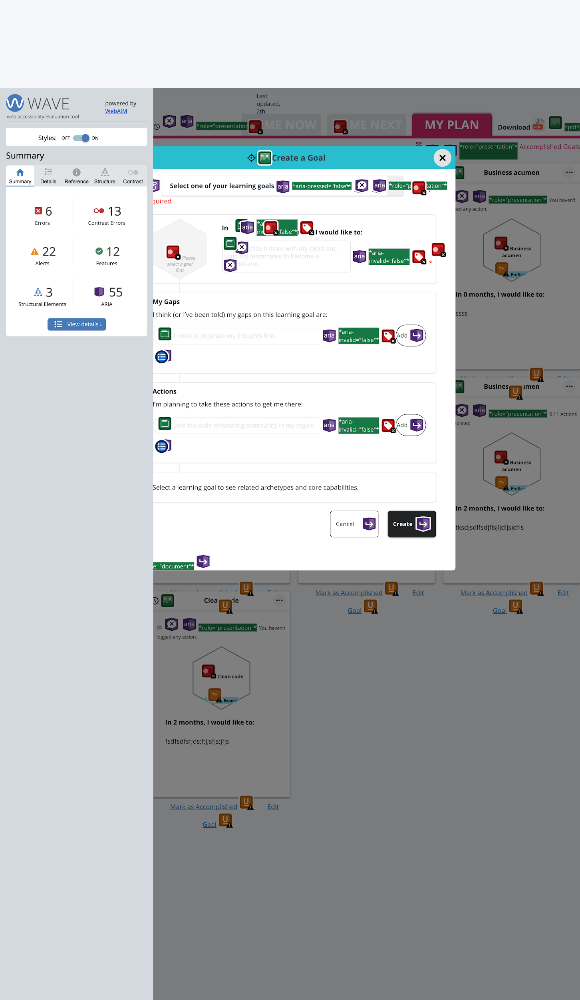 WAVE
powered by
WebAIM
web accessibility evaluation tool
Styles: OFF ON
Summary
Summary Details Reference Structure Contrast
6
Errors
13
Contrast Errors
22
Alerts
12
Features
3
Structural Elements
55
ARIA
View details ›
Last
updated,
2th
aria
*role="presentation
ME NOW
ME NEXT
MY PLAN
Download
PDF
*pdf*
*role="presentation"* Accomplished Goals
Create a Goal
Select one of your learning goals aria *aria-pressed="false"* aria *role="p tation"* *
quired
In aria "false"* I would like to:
Please
select a goal
first
ctise it more with my client and
with my teammates to become a
ctitioner.
aria *aria-
invalid="false"* *
My Gaps
I think (or I've been told) my gaps on this learning goal are:
I need to organize my thoughts first aria *aria-
invalid="false"* Add
Actions
I'm planning to take these actions to get me there:
Join the code refactoring community in my region aria *aria-
invalid="false"* Add
Select a learning goal to see related archetypes and core capabilities.
Cancel Create
e="document"*
Business acumen
aria *role="presentation"* You haven't
ed any action.
Business
acumen
Proficie
In 0 months, I would like to:
ssss
Busines umen
aria *role="presentation"* 0 / 1 Actions
pleted
Business
acumen
Proficie
In 2 months, I would like to:
fksdjsdlfsdjflsjljdljsjdfls
Mark as Accomplished Edit
Goal
Mark as Accomplished Edit
Goal
Clea de
aria *role="presentation"* You haven't
logged any action.
Clean code
Expert
In 2 months, I would like to:
fsdfsdfsf;ds;f;j;sfjs;jfjs
Mark as Accomplished Edit
Goal